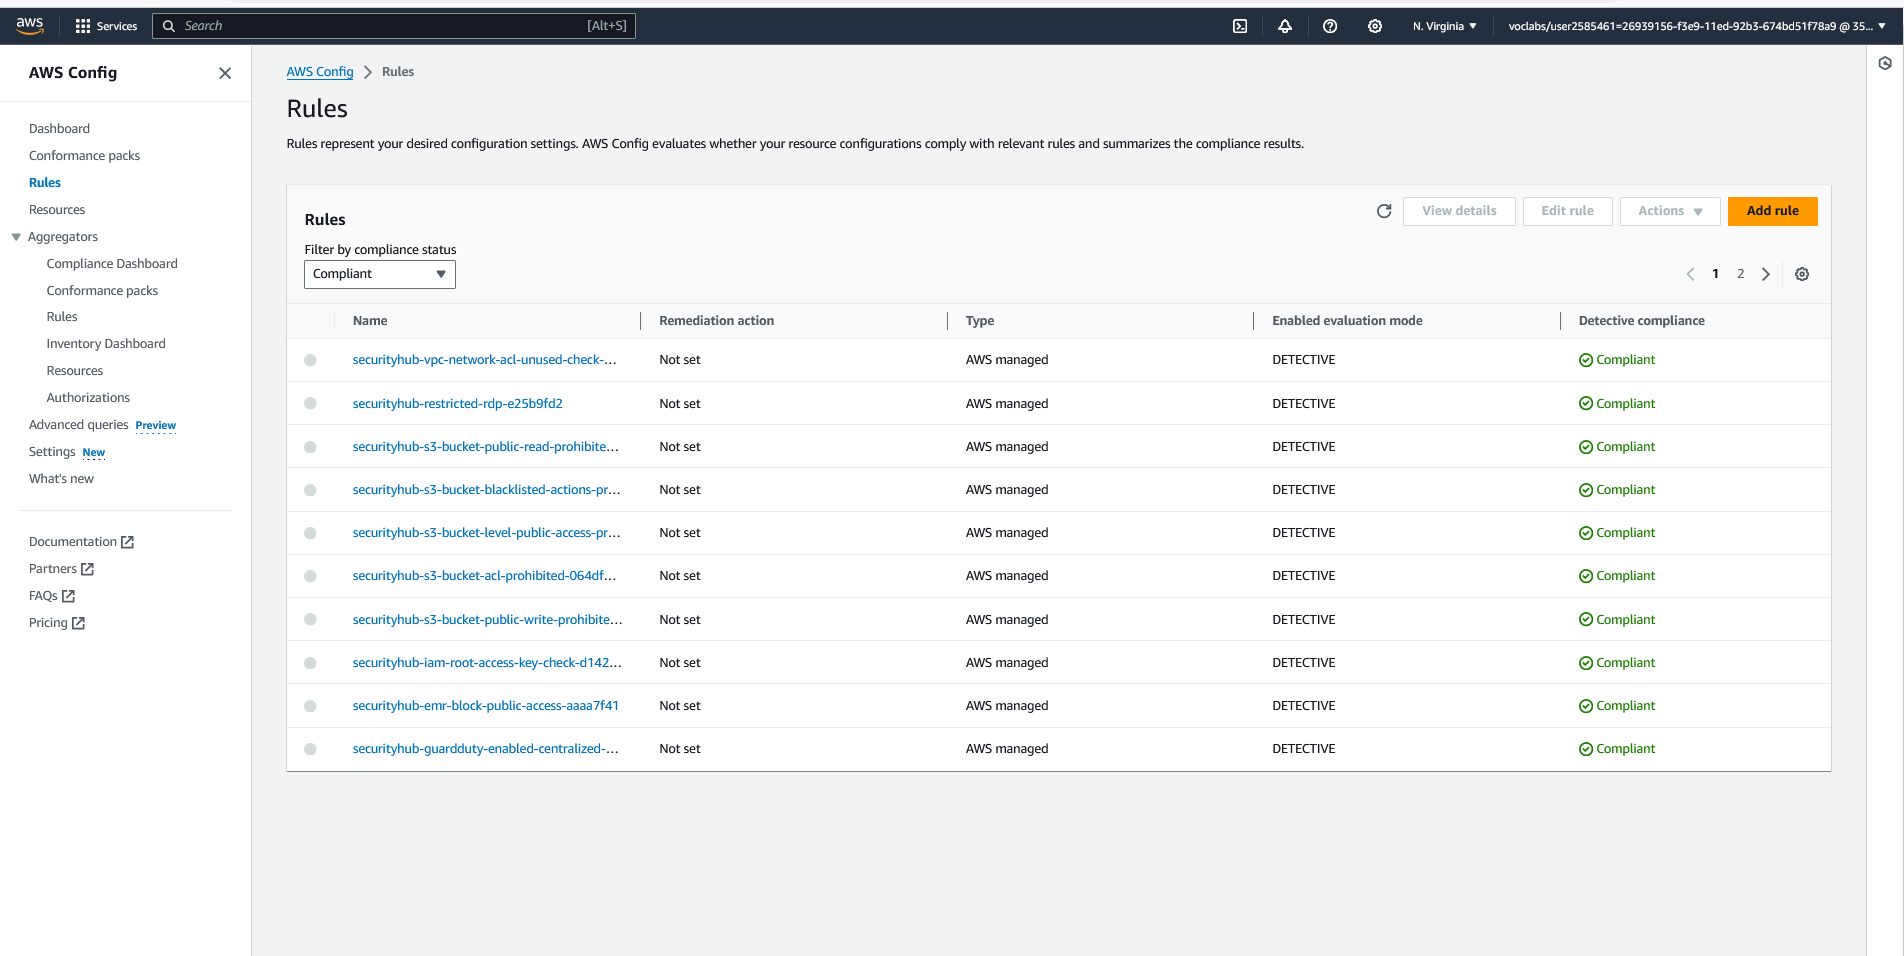 aws
Services
Search
[Alt+S]
N. Virginia
voclabs/user2585461=26939156-f3e9-11ed-92b3-674bd51f78a9 @ 35...
AWS Config
Dashboard
Conformance packs
Rules
Resources
Aggregators
Compliance Dashboard
Conformance packs
Rules
Inventory Dashboard
Resources
Authorizations
Advanced queries Preview
Settings New
What's new
Documentation
Partners
FAQs
Pricing
AWS Config > Rules
Rules
Rules represent your desired configuration settings. AWS Config evaluates whether your resource configurations comply with relevant rules and summarizes the compliance results.
Rules
View details
Edit rule
Actions
Add rule
Filter by compliance status
Compliant
1 2
Name Remediation action Type Enabled evaluation mode Detective compliance
securityhub-vpc-network-acl-unused-check-... Not set AWS managed DETECTIVE Compliant
securityhub-restricted-rdp-e25b9fd2 Not set AWS managed DETECTIVE Compliant
securityhub-s3-bucket-public-read-prohibite... Not set AWS managed DETECTIVE Compliant
securityhub-s3-bucket-blacklisted-actions-pr... Not set AWS managed DETECTIVE Compliant
securityhub-s3-bucket-level-public-access-pr... Not set AWS managed DETECTIVE Compliant
securityhub-s3-bucket-acl-prohibited-064df... Not set AWS managed DETECTIVE Compliant
securityhub-s3-bucket-public-write-prohibite... Not set AWS managed DETECTIVE Compliant
securityhub-iam-root-access-key-check-d142... Not set AWS managed DETECTIVE Compliant
securityhub-emr-block-public-access-aaaa7f41 Not set AWS managed DETECTIVE Compliant
securityhub-guardduty-enabled-centralized-... Not set AWS managed DETECTIVE Compliant